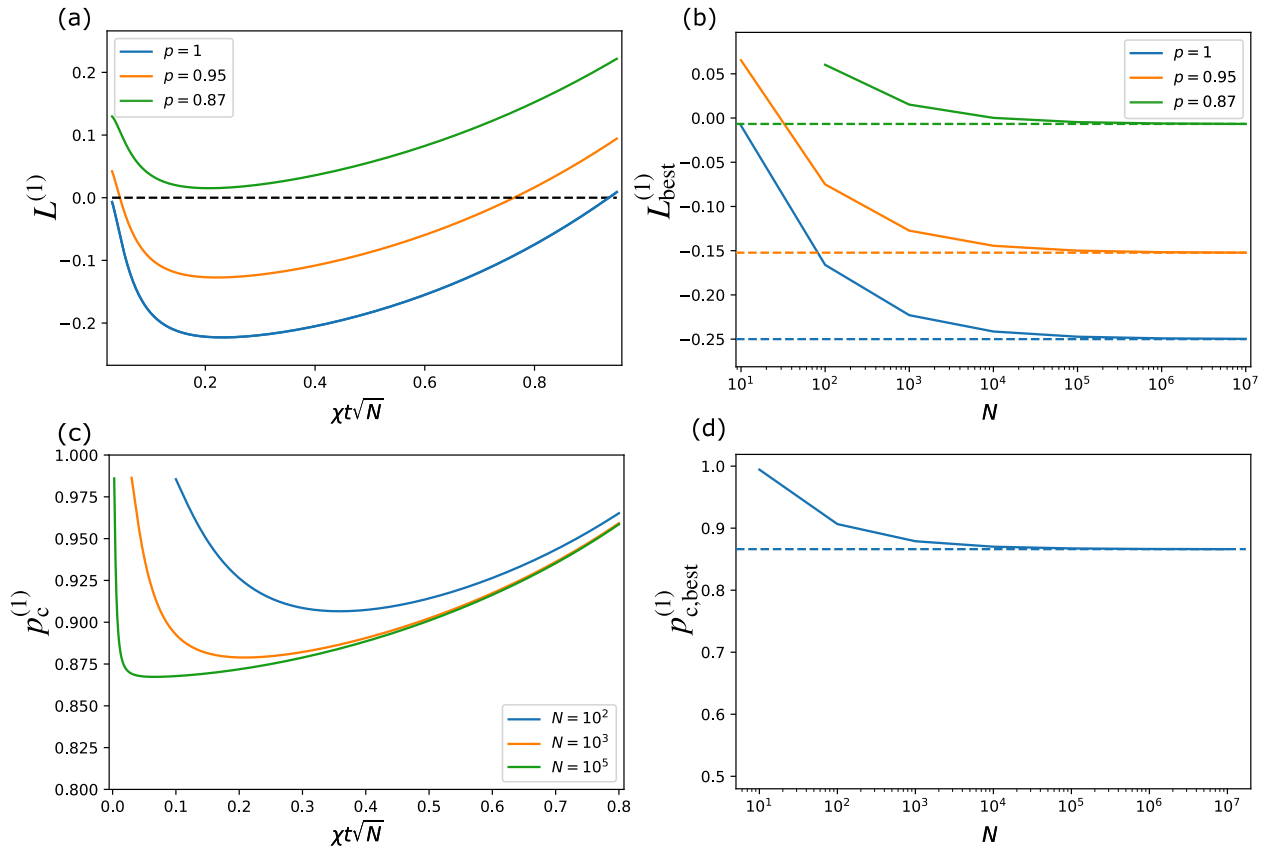 (a)
L^{(1)}
0.2
0.1
0.0
−0.1
−0.2
p = 1
p = 0.95
p = 0.87
0.2 0.4 0.6 0.8
χt√N
(b)
L^{(1)}_{best}
0.05
0.00
−0.05
−0.10
−0.15
−0.20
−0.25
p = 1
p = 0.95
p = 0.87
10^1 10^2 10^3 10^4 10^5 10^6 10^7
N
(c)
p_c^{(1)}
1.000
0.975
0.950
0.925
0.900
0.875
0.850
0.825
0.800
N = 10^2
N = 10^3
N = 10^5
0.0 0.1 0.2 0.3 0.4 0.5 0.6 0.7 0.8
χt√N
(d)
p^{(1)}_{c,best}
1.0
0.9
0.8
0.7
0.6
0.5
10^1 10^2 10^3 10^4 10^5 10^6 10^7
N